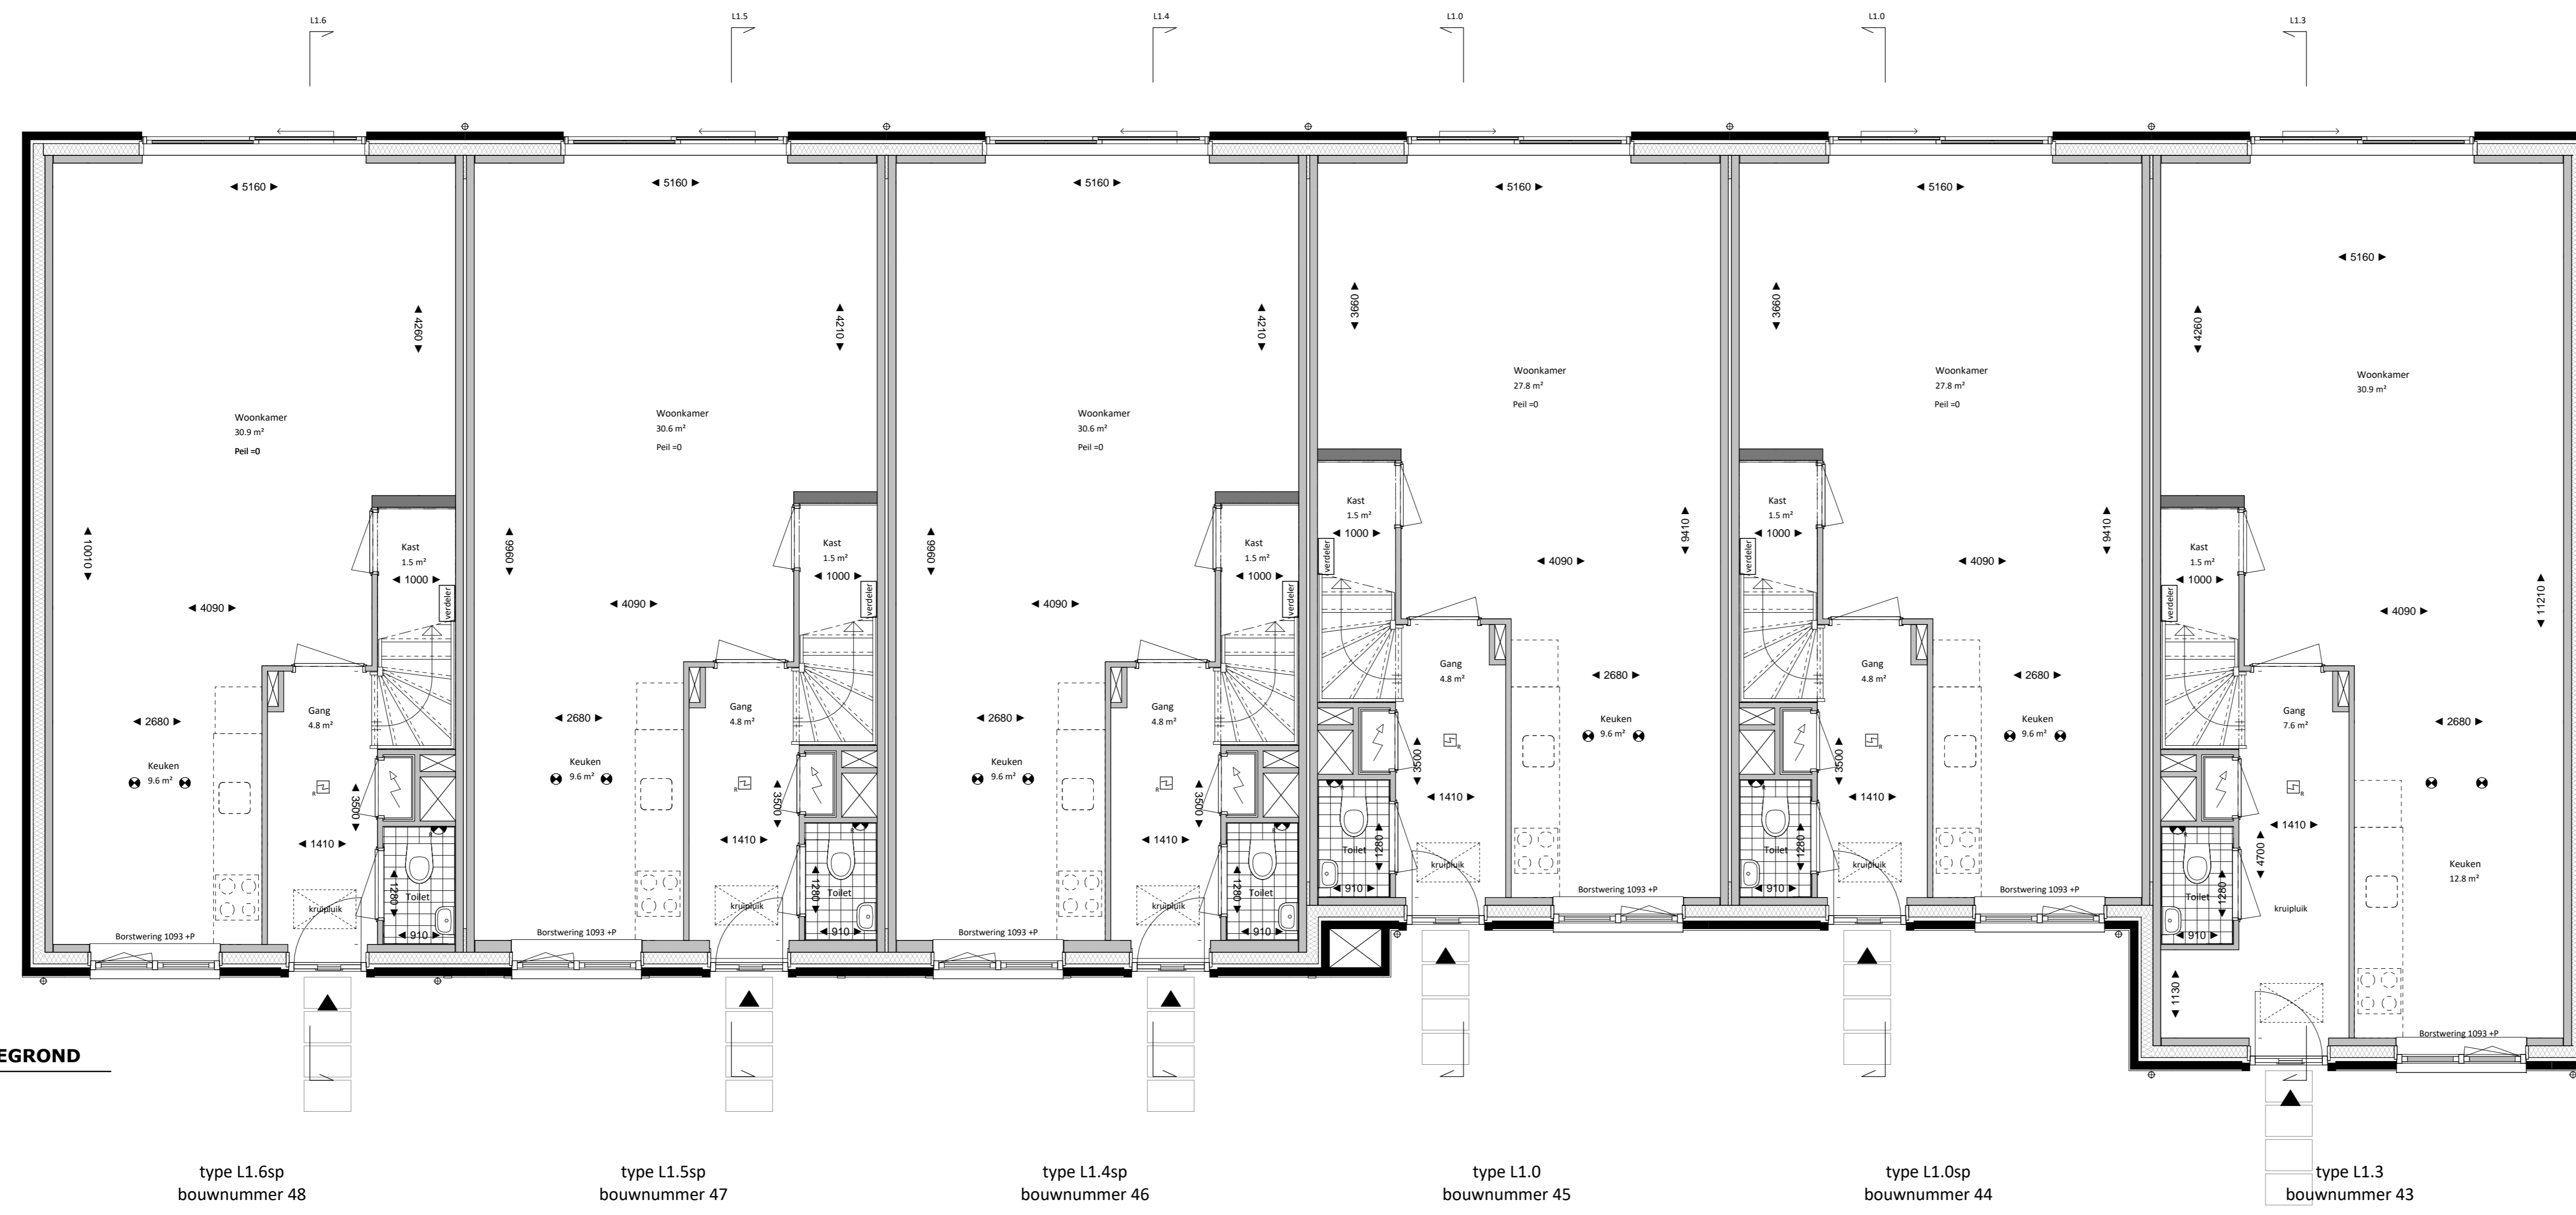 L1.6
L1.5
L1.4
L1.0
L1.0
L1.3
5160
4260
Woonkamer
30.9 m²
Peil =0
10010
Kast
1.5 m²
1000
verdeler
4090
Gang
4.8 m²
2680
Keuken
9.6 m²
R
3500
1410
R
1280
Toilet
kruipluik
910
Borstwering 1093 +P
5160
4210
Woonkamer
30.6 m²
Peil =0
9960
Kast
1.5 m²
1000
verdeler
4090
Gang
4.8 m²
2680
Keuken
9.6 m²
R
3500
1410
R
1280
Toilet
kruipluik
910
Borstwering 1093 +P
5160
4210
Woonkamer
30.6 m²
Peil =0
9960
Kast
1.5 m²
1000
verdeler
4090
Gang
4.8 m²
2680
Keuken
9.6 m²
R
3500
1410
R
1280
Toilet
kruipluik
910
Borstwering 1093 +P
5160
3660
Woonkamer
27.8 m²
Peil =0
Kast
1.5 m²
1000
verdeler
9410
4090
Gang
4.8 m²
2680
Keuken
9.6 m²
R
3500
1410
R
1280
Toilet
kruipluik
910
Borstwering 1093 +P
5160
3660
Woonkamer
27.8 m²
Peil =0
Kast
1.5 m²
1000
verdeler
9410
4090
Gang
4.8 m²
2680
Keuken
9.6 m²
R
3500
1410
R
1280
Toilet
kruipluik
910
Borstwering 1093 +P
5160
4260
Woonkamer
30.9 m²
Kast
1.5 m²
1000
verdeler
11210
4090
Gang
7.6 m²
2680
R
1410
4700
R
Keuken
12.8 m²
1280
Toilet
kruipluik
910
1130
Borstwering 1093 +P
EGROND
type L1.6sp
bouwnummer 48
type L1.5sp
bouwnummer 47
type L1.4sp
bouwnummer 46
type L1.0
bouwnummer 45
type L1.0sp
bouwnummer 44
type L1.3
bouwnummer 43